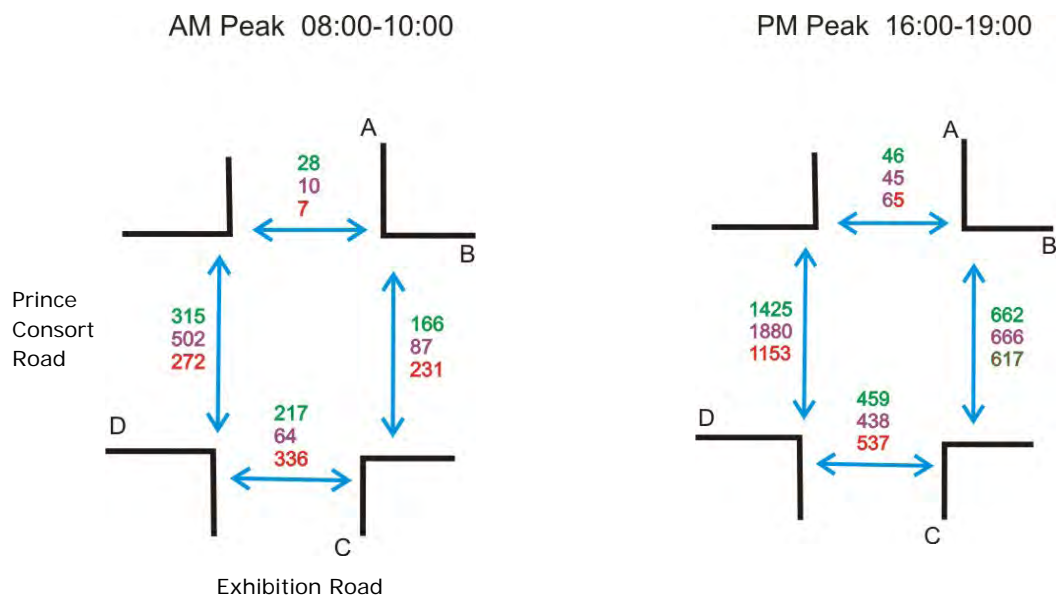 AM Peak 08:00-10:00
A
28
10
7
B
Prince
Consort
Road
315
502
272
166
87
231
D
217
64
336
C
Exhibition Road
PM Peak 16:00-19:00
A
46
45
65
B
1425
1880
1153
662
666
617
D
459
438
537
C